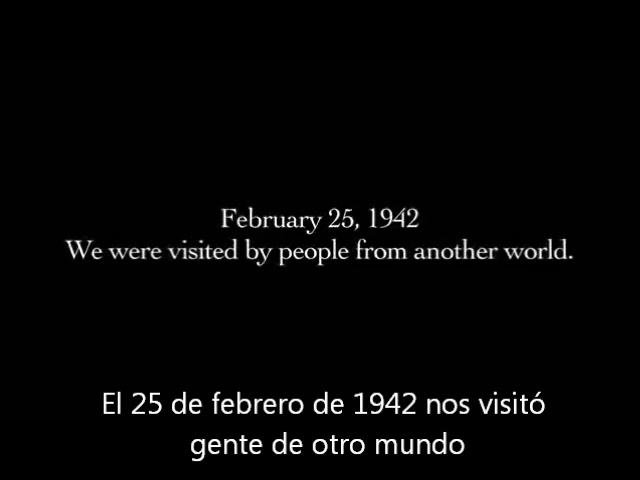 February 25, 1942
We were visited by people from another world.
El 25 de febrero de 1942 nos visitó
gente de otro mundo